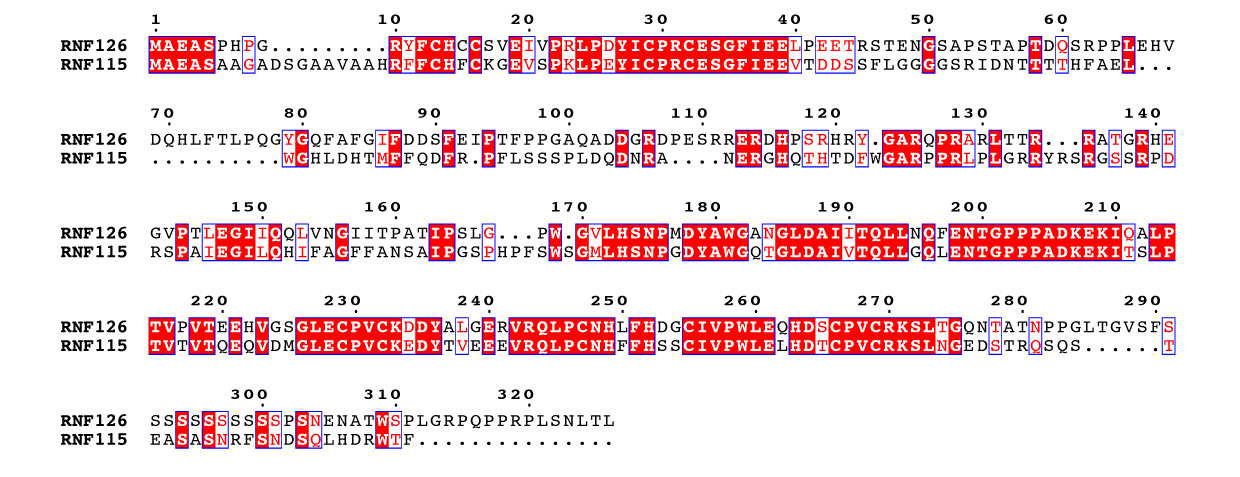 1 10 20 30 40 50 60
RNF126 MAEASPHPG.........RYFCHCCSVEIVPRLPDYICPRCESGFIEELPEETRSTENGSAPSTAPTDQSRPPLEHV
RNF115 MAEASAAGADSGAAVAAHRFFCHFCKGEVSPKLPEYICPRCESGFIEEVTDDSSFLGGGGSRIDNTTTTHFAEL...
70 80 90 100 110 120 130 140
RNF126 DQHLFTLPQGYGQFAFGIFDDSFEIPTFPPGAQADDGRDPESRRERDHPSRHRY.GARQPRARLTTR...RATGRHE
RNF115 ..........WGHLDHTMFFQDFR.PFLSSSPLDQDNRA....NERGHQTHTDFWGARPPRLPLGRRYRSRGSSRPD
150 160 170 180 190 200 210
RNF126 GVPTLEGIIQQLVNGIITPATIPSLG...PW.GVLHSNPMDYAWGANGLDAIITQLLNQFENTGPPPADKEKIQALP
RNF115 RSPAIEGILQHIFAGFFANSAIPGSPHPFSWSGMLHSNPGDYAWGQTGLDAIVTQLLGQLENTGPPPADKEKITSLP
220 230 240 250 260 270 280 290
RNF126 TVPVTEEHVGSGLECPVCKDDYALGERVRQLPCNHLFHDGCIVPWLEQHDSCPVCRKSLTGQNTATNPPGLTGVSFS
RNF115 TVTVTQEQVDMGLECPVCKEDYTVEEEVRQLPCNHFFHSSCIVPWLELHDTCPVCRKSLNGEDSTRQSQS......T
300 310 320
RNF126 SSSSSSSSSSPSNENATWSPLGRPQPPRPLSNLTL
RNF115 EASASNRFSNDSQLHDRWTF...............